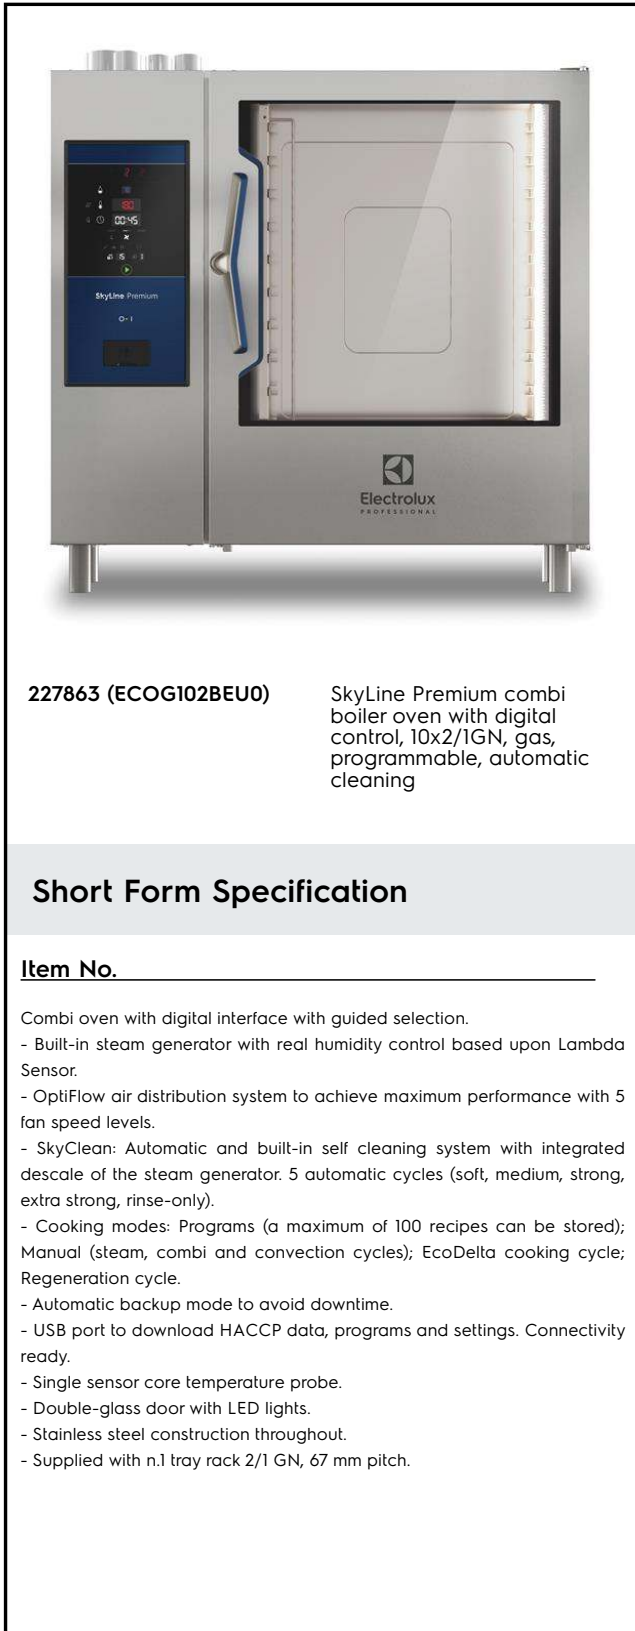 180
00:45
SkyLine Premium
O-I
Electrolux
PROFESSIONAL
227863 (ECOG102BEU0)
SkyLine Premium combi
boiler oven with digital
control, 10x2/1GN, gas,
programmable, automatic
cleaning
Short Form Specification
Item No.
Combi oven with digital interface with guided selection.
- Built-in steam generator with real humidity control based upon Lambda
Sensor.
- OptiFlow air distribution system to achieve maximum performance with 5
fan speed levels.
- SkyClean: Automatic and built-in self cleaning system with integrated
descale of the steam generator. 5 automatic cycles (soft, medium, strong,
extra strong, rinse-only).
- Cooking modes: Programs (a maximum of 100 recipes can be stored);
Manual (steam, combi and convection cycles); EcoDelta cooking cycle;
Regeneration cycle.
- Automatic backup mode to avoid downtime.
- USB port to download HACCP data, programs and settings. Connectivity
ready.
- Single sensor core temperature probe.
- Double-glass door with LED lights.
- Stainless steel construction throughout.
- Supplied with n.1 tray rack 2/1 GN, 67 mm pitch.